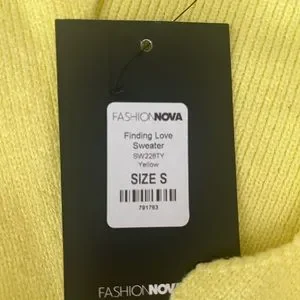 FASHIONNOVA
Finding Love
Sweater
SW228TY
Yellow
SIZE S
791763
FASHIONNOVA